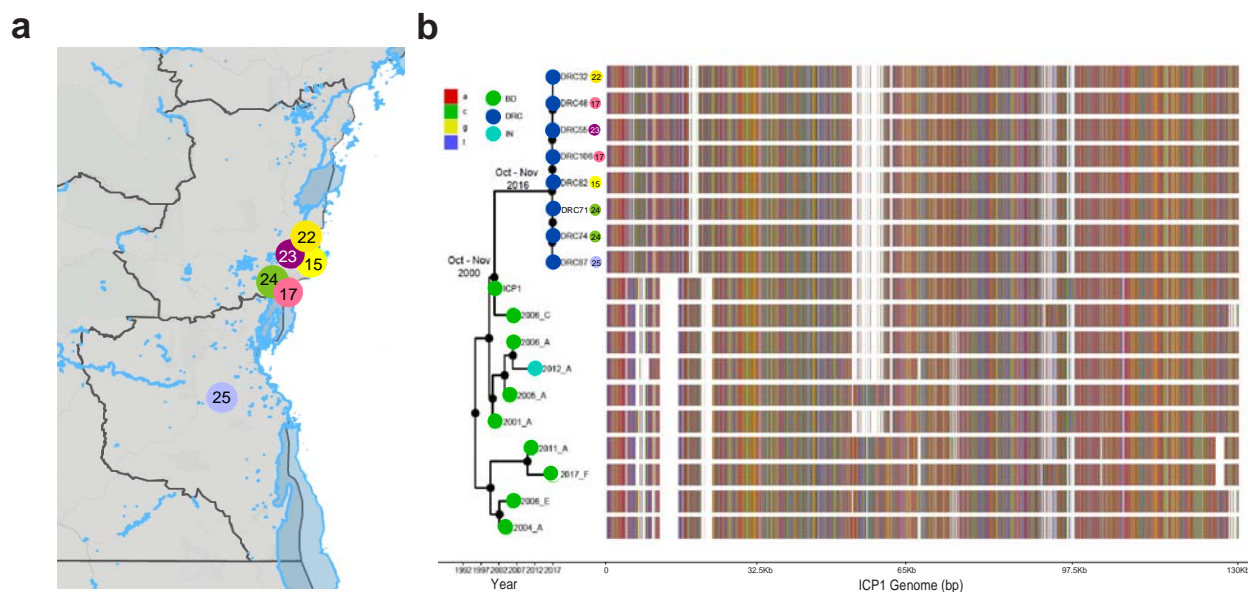 a
b
22
23
15
24
17
25
a
c
g
t
BD
DRC
IN
Oct - Nov
2016
Oct - Nov
2000
DRC32 22
DRC48 17
DRC55 23
DRC106 17
DRC82 15
DRC71 24
DRC74 24
DRC87 25
ICP1
2006_C
2006_A
2012_A
2005_A
2001_A
2011_A
2017_F
2006_E
2004_A
1992 1997 2002 2007 2012 2017
Year
0 32.5Kb 65Kb 97.5Kb 130Kb
ICP1 Genome (bp)